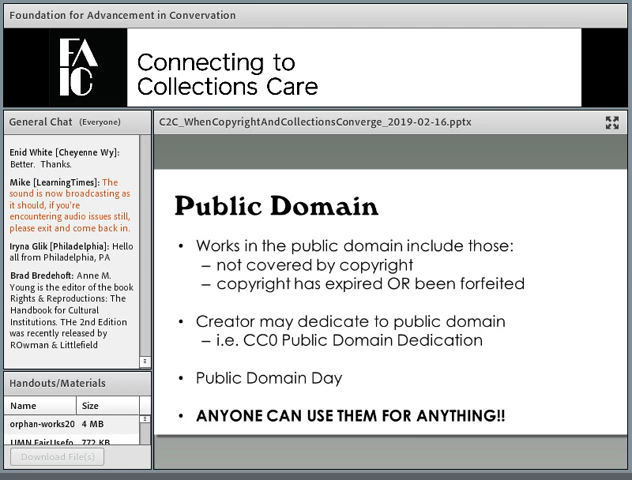 Foundation for Advancement in Convervation
FA
IC
Connecting to
Collections Care
General Chat (Everyone)
Enid White [Cheyenne Wy]:
Better. Thanks.
Mike [LearningTimes]: The
sound is now broadcasting as
it should, if you're
encountering audio issues still,
please exit and come back in.
Iryna Glik [Philadelphia]: Hello
all from Philadelphia, PA
Brad Bredehoft: Anne M.
Young is the editor of the book
Rights & Reproductions: The
Handbook for Cultural
Institutions. THe 2nd Edition
was recently released by
ROwman & Littlefield
Handouts/Materials
Name Size
orphan-works20 4 MB
UMN FairUsefo 772 KB
Download File(s)
C2C_WhenCopyrightAndCollectionsConverge_2019-02-16.pptx
Public Domain
• Works in the public domain include those:
– not covered by copyright
– copyright has expired OR been forfeited
• Creator may dedicate to public domain
– i.e. CC0 Public Domain Dedication
• Public Domain Day
• ANYONE CAN USE THEM FOR ANYTHING!!